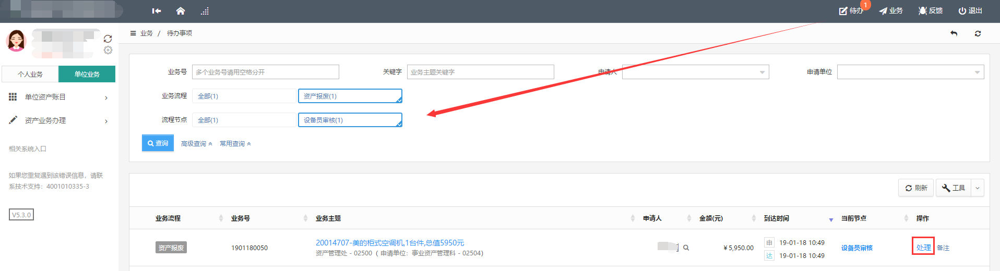 待办 1 业务 反馈 退出
业务 / 待办事项
个人业务 单位业务
单位资产账目
资产业务办理
相关系统入口
如果您重复遇到该错误信息，请联
系技术支持：4001010335-3
V5.3.0
业务号 多个业务号请用空格分开 关键字 业务主题关键字 申请人 申请单位
业务流程 全部(1) 资产报废(1)
流程节点 全部(1) 设备员审核(1)
查询 高级查询 常用查询
刷新 工具
业务流程 业务号 业务主题 申请人 金额(元) 到达时间 当前节点 操作
资产报废 1901180050 20014707-美的柜式空调机,1台件,总值5950元 ¥5,950.00 申 19-01-18 10:49 设备员审核 处理 备注
资产管理处 - 02500（ 申请单位：事业资产管理科 - 02504） 达 19-01-18 10:49